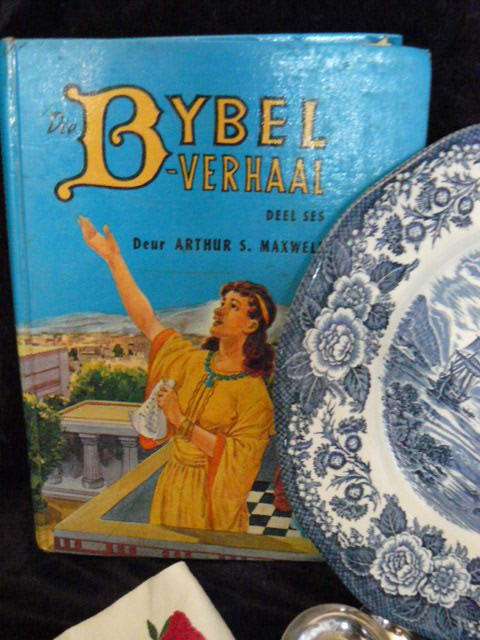 Die BYBEL
-VERHAAL
DEEL SES
Deur ARTHUR S. MAXWELL